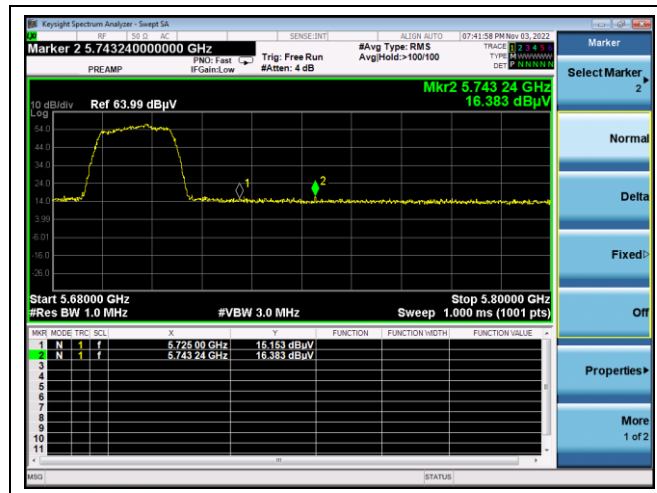 Keysight Spectrum Analyzer - Swept SA
RF 50 Ω AC SENSE:INT ALIGN AUTO 07:41:58 PM Nov 03, 2022
Marker 2 5.743240000000 GHz
PREAMP
PNO: Fast
IFGain:Low
Trig: Free Run
#Atten: 4 dB
#Avg Type: RMS
Avg|Hold:>100/100
TRACE 1 2 3 4 5 6
TYPE M WWWWW
DET P N N N N N
Mkr2 5.743 24 GHz
16.383 dBµV
10 dB/div Ref 63.99 dBµV
Log
54.0
44.0
34.0
24.0
14.0
3.99
-6.01
-16.0
-26.0
1
2
Start 5.68000 GHz Stop 5.80000 GHz
#Res BW 1.0 MHz #VBW 3.0 MHz Sweep 1.000 ms (1001 pts)
MKR MODE TRC SCL X Y FUNCTION FUNCTION WIDTH FUNCTION VALUE
1 N 1 f 5.725 00 GHz 15.153 dBµV
2 N 1 f 5.743 24 GHz 16.383 dBµV
3
4
5
6
7
8
9
10
11
MSG STATUS
Marker
Select Marker
2
Normal
Delta
Fixed
Off
Properties
More
1 of 2